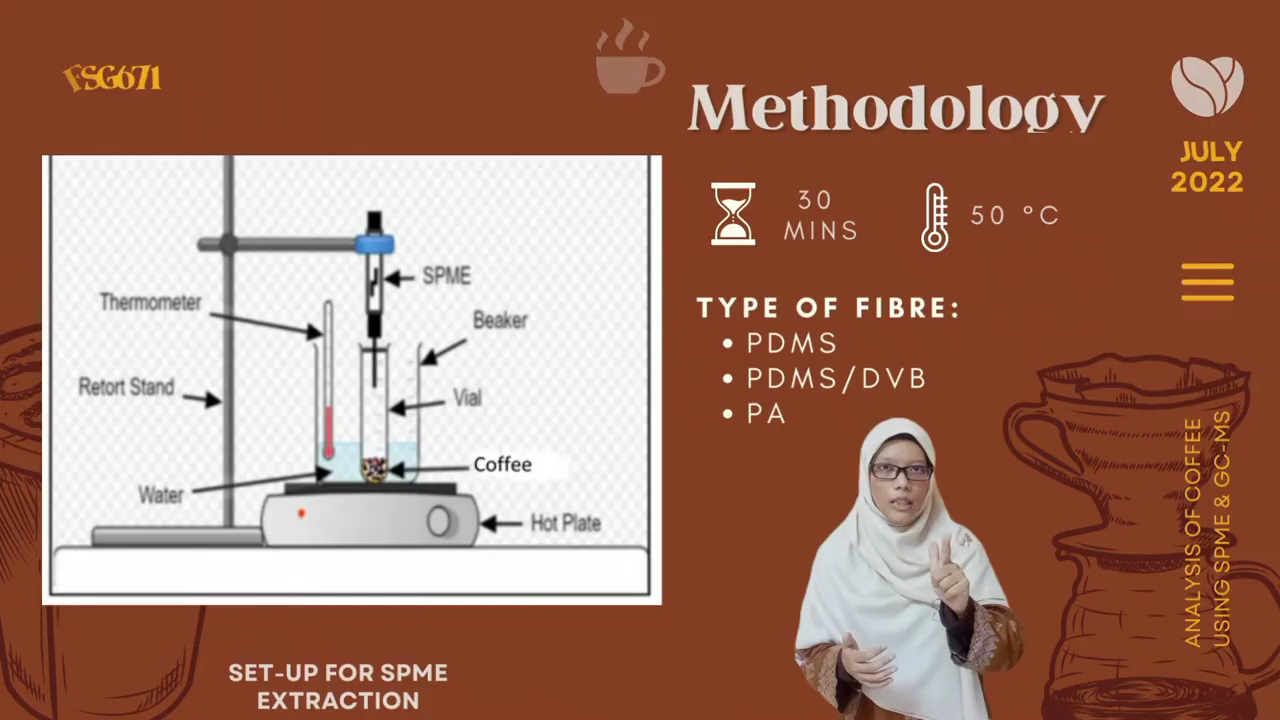 FSG671
Methodology
JULY
2022
30
MINS
50 °C
TYPE OF FIBRE:
• PDMS
• PDMS/DVB
• PA
SPME
Thermometer
Beaker
Retort Stand
Vial
Coffee
Water
Hot Plate
SET-UP FOR SPME
EXTRACTION
ANALYSIS OF COFFEE
USING SPME & GC-MS